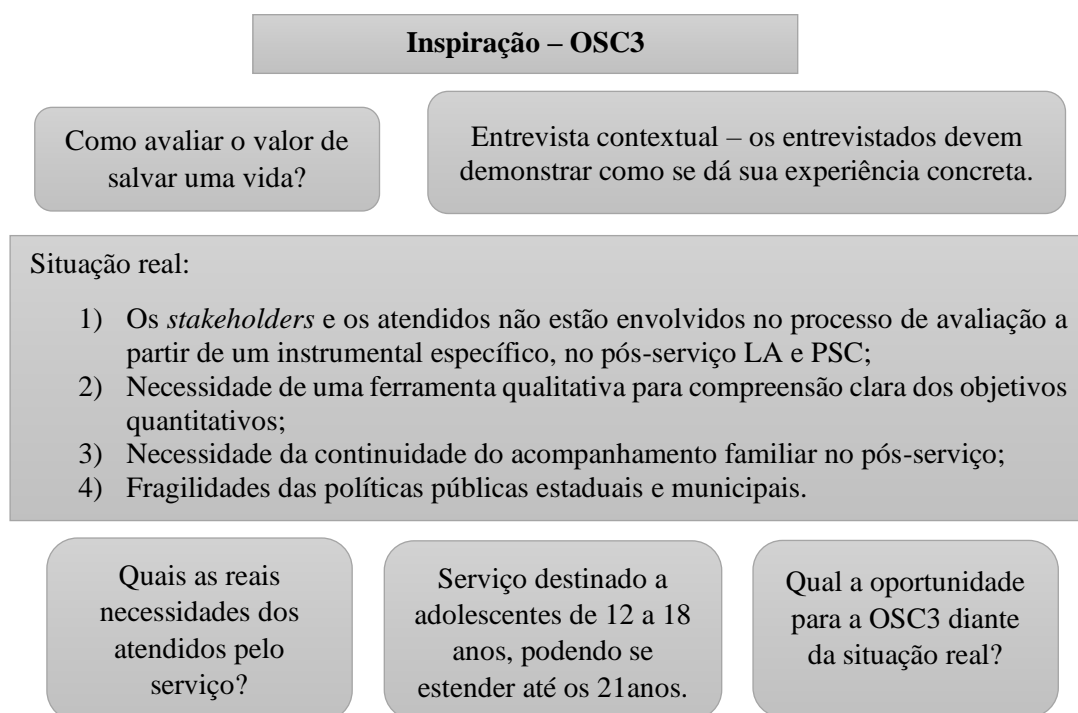 Inspiração – OSC3
Como avaliar o valor de
salvar uma vida?
Entrevista contextual – os entrevistados devem
demonstrar como se dá sua experiência concreta.
Situação real:
1) Os stakeholders e os atendidos não estão envolvidos no processo de avaliação a
partir de um instrumental específico, no pós-serviço LA e PSC;
2) Necessidade de uma ferramenta qualitativa para compreensão clara dos objetivos
quantitativos;
3) Necessidade da continuidade do acompanhamento familiar no pós-serviço;
4) Fragilidades das políticas públicas estaduais e municipais.
Quais as reais
necessidades dos
atendidos pelo
serviço?
Serviço destinado a
adolescentes de 12 a 18
anos, podendo se
estender até os 21anos.
Qual a oportunidade
para a OSC3 diante
da situação real?